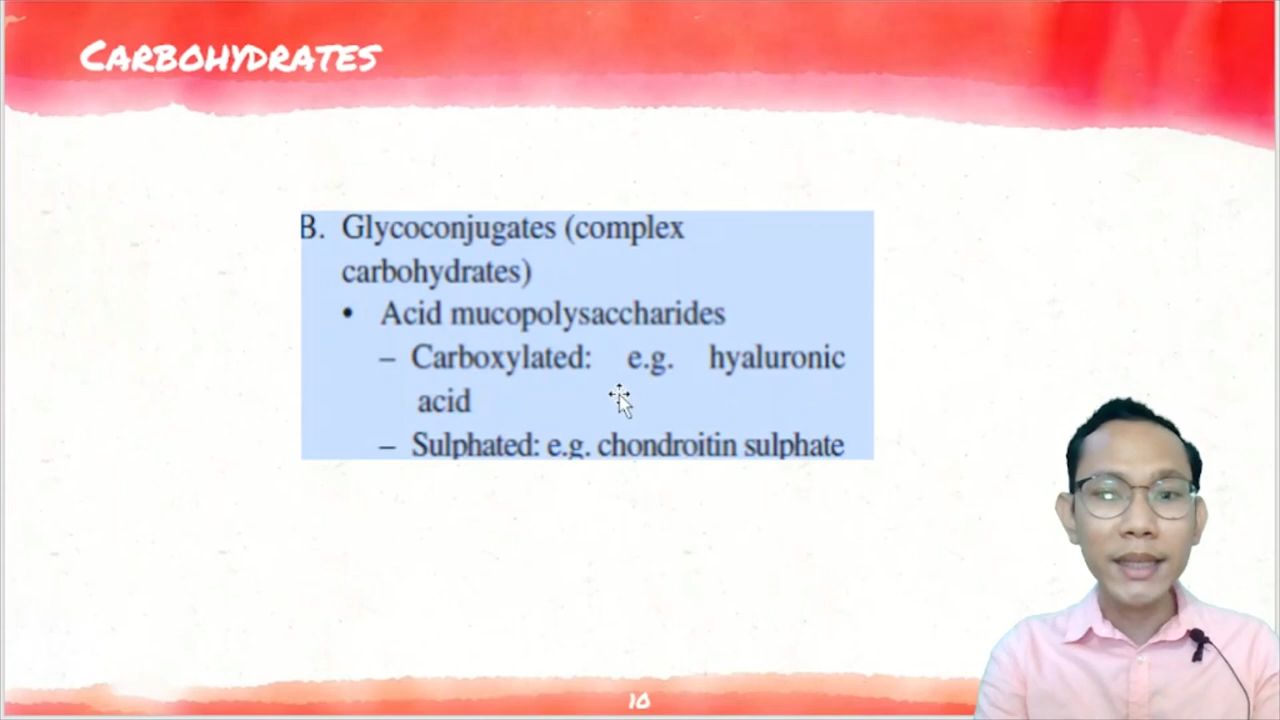 CARBOHYDRATES
B. Glycoconjugates (complex
carbohydrates)
• Acid mucopolysaccharides
– Carboxylated: e.g. hyaluronic
acid
– Sulphated: e.g. chondroitin sulphate
10